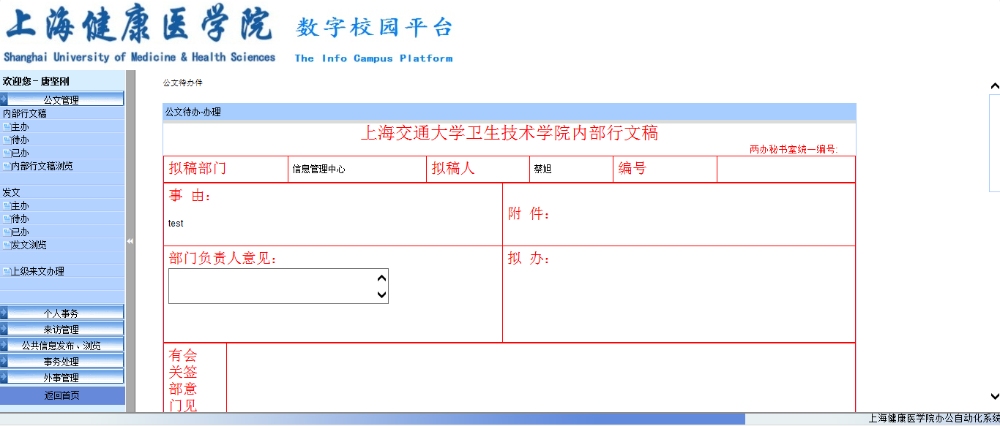 上海健康医学院 数字校园平台
Shanghai University of Medicine & Health Sciences The Info Campus Platform
欢迎您－唐坚刚
公文管理
内部行文稿
主办
待办
已办
内部行文稿浏览
发文
主办
待办
已办
发文浏览
上级来文办理
个人事务
来访管理
公共信息发布、浏览
事务处理
外事管理
返回首页
公文待办件
公文待办-办理
上海交通大学卫生技术学院内部行文稿
两办秘书室统一编号:
拟稿部门 信息管理中心 拟稿人 蔡旭 编号
事 由：
test
附 件：
部门负责人意见：
拟 办：
有会
关签
部意
门见
上海健康医学院办公自动化系统